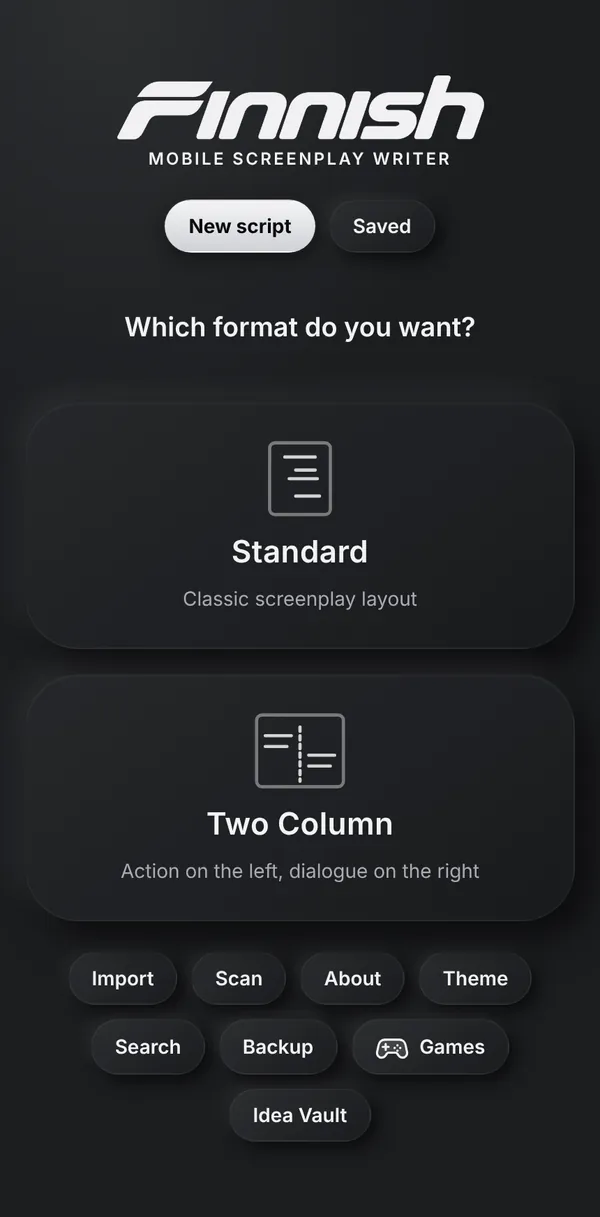 Finnish
MOBILE SCREENPLAY WRITER
New script Saved
Which format do you want?
Standard
Classic screenplay layout
Two Column
Action on the left, dialogue on the right
Import Scan About Theme
Search Backup Games
Idea Vault